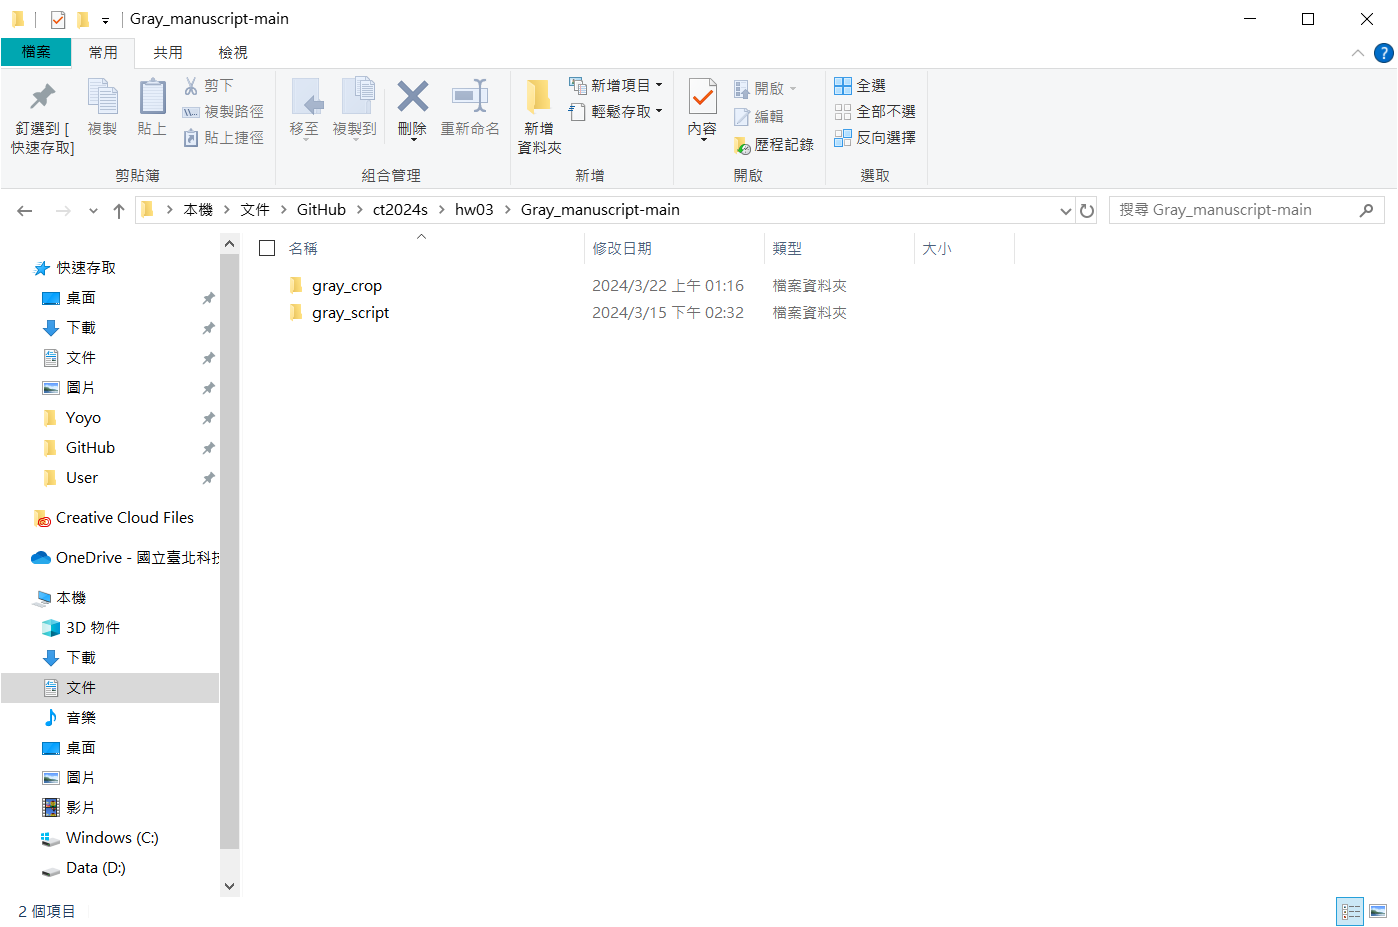 Gray_manuscript-main
檔案 常用 共用 檢視
釘選到 [
快速存取]
複製
貼上
剪下
複製路徑
貼上捷徑
剪貼簿
移至
複製到
刪除
重新命名
組合管理
新增
資料夾
新增項目
輕鬆存取
新增
內容
開啟
編輯
歷程記錄
開啟
全選
全部不選
反向選擇
選取
本機 > 文件 > GitHub > ct2024s > hw03 > Gray_manuscript-main
搜尋 Gray_manuscript-main
名稱 修改日期 類型 大小
gray_crop 2024/3/22 上午 01:16 檔案資料夾
gray_script 2024/3/15 下午 02:32 檔案資料夾
快速存取
桌面
下載
文件
圖片
Yoyo
GitHub
User
Creative Cloud Files
OneDrive - 國立臺北科技
本機
3D 物件
下載
文件
音樂
桌面
圖片
影片
Windows (C:)
Data (D:)
2 個項目